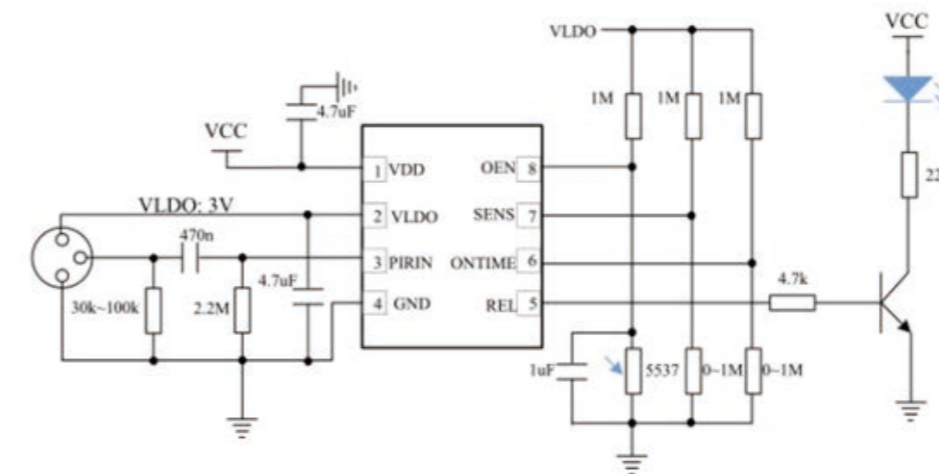 VCC
4.7uF
VLDO: 3V
470n
30k~100k
2.2M
4.7uF
1 VDD
2 VLDO
3 PIRIN
4 GND
OEN 8
SENS 7
ONTIME 6
REL 5
VLDO
1M
1M
1M
1uF
5537
0~1M
0~1M
4.7k
VCC